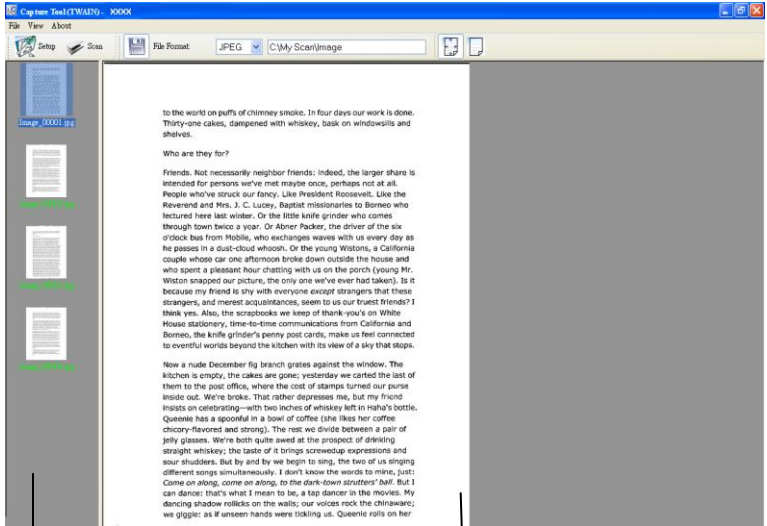 Capture Tool(TWAIN) - XXXX
File View About
Setup Scan File Format JPEG C:\My Scan\Image
Image_00001.jpg
to the world on puffs of chimney smoke. In four days our work is done.
Thirty-one cakes, dampened with whiskey, bask on windowsills and
shelves.
Who are they for?
Friends. Not necessarily neighbor friends: indeed, the larger share is
intended for persons we've met maybe once, perhaps not at all.
People who've struck our fancy. Like President Roosevelt. Like the
Reverend and Mrs. J. C. Lucey, Baptist missionaries to Borneo who
lectured here last winter. Or the little knife grinder who comes
through town twice a year. Or Abner Packer, the driver of the six
o'clock bus from Mobile, who exchanges waves with us every day as
he passes in a dust-cloud whoosh. Or the young Wistons, a California
couple whose car one afternoon broke down outside the house and
who spent a pleasant hour chatting with us on the porch (young Mr.
Wiston snapped our picture, the only one we've ever had taken). Is it
because my friend is shy with everyone except strangers that these
strangers, and merest acquaintances, seem to us our truest friends? I
think yes. Also, the scrapbooks we keep of thank-you's on White
House stationery, time-to-time communications from California and
Borneo, the knife grinder's penny post cards, make us feel connected
to eventful worlds beyond the kitchen with its view of a sky that stops.
Now a nude December fig branch grates against the window. The
kitchen is empty, the cakes are gone; yesterday we carted the last of
them to the post office, where the cost of stamps turned our purse
inside out. We're broke. That rather depresses me, but my friend
insists on celebrating—with two inches of whiskey left in Haha's bottle.
Queenie has a spoonful in a bowl of coffee (she likes her coffee
chicory-flavored and strong). The rest we divide between a pair of
jelly glasses. We're both quite awed at the prospect of drinking
straight whiskey; the taste of it brings screwedup expressions and
sour shudders. But by and by we begin to sing, the two of us singing
different songs simultaneously. I don't know the words to mine, just:
Come on along, come on along, to the dark-town strutters' ball. But I
can dance: that's what I mean to be, a tap dancer in the movies. My
dancing shadow rollicks on the walls; our voices rock the chinaware;
we giggle: as if unseen hands were tickling us. Queenie rolls on her